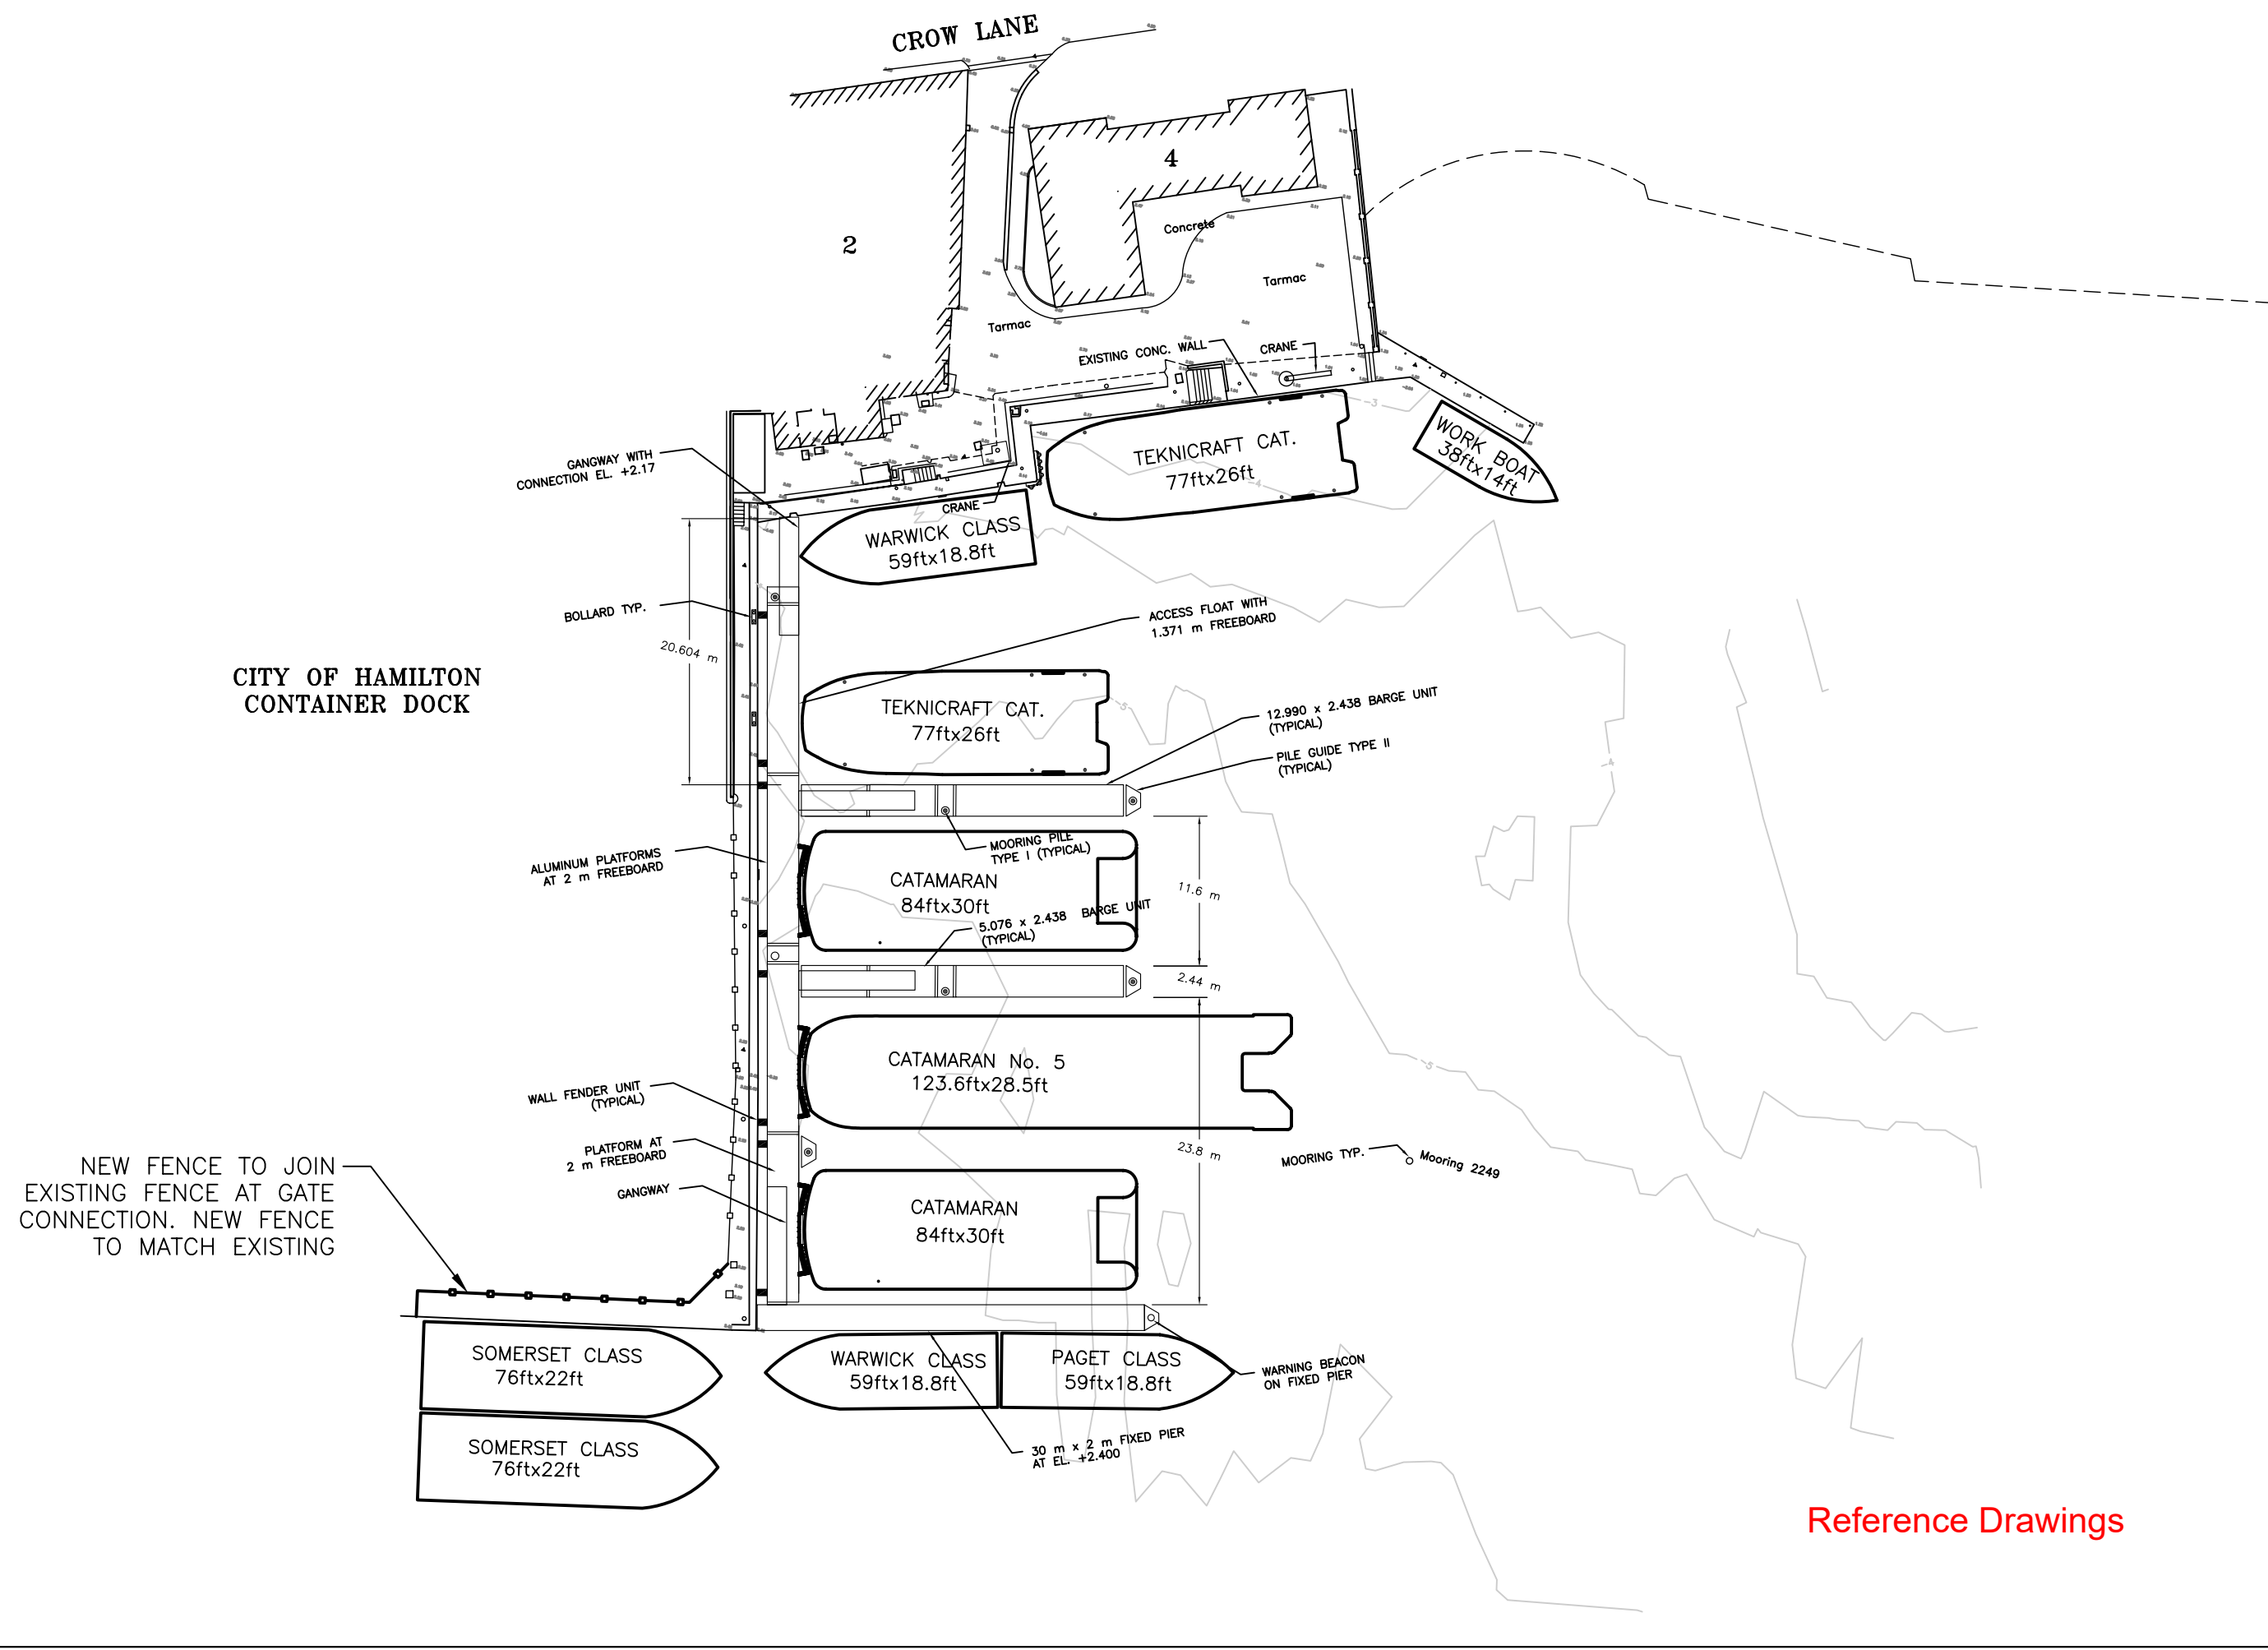 CROW LANE
4
2
Concrete
Tarmac
Tarmac
EXISTING CONC. WALL
CRANE
-3
TEKNICRAFT CAT.
77ftx26ft
WORK BOAT
38ftx14ft
GANGWAY WITH
CONNECTION EL. +2.17
-4
CRANE
WARWICK CLASS
59ftx18.8ft
BOLLARD TYP.
ACCESS FLOAT WITH
1.371 m FREEBOARD
20.604 m
CITY OF HAMILTON
CONTAINER DOCK
TEKNICRAFT CAT.
77ftx26ft
-5
12.990 x 2.438 BARGE UNIT
(TYPICAL)
PILE GUIDE TYPE II
(TYPICAL)
-4
MOORING PILE
TYPE I (TYPICAL)
ALUMINUM PLATFORMS
AT 2 m FREEBOARD
CATAMARAN
84ftx30ft
11.6 m
5.076 x 2.438 BARGE UNIT
(TYPICAL)
2.44 m
CATAMARAN No. 5
123.6ftx28.5ft
-5
WALL FENDER UNIT
(TYPICAL)
PLATFORM AT
2 m FREEBOARD
23.8 m
MOORING TYP.
Mooring 2249
GANGWAY
NEW FENCE TO JOIN
EXISTING FENCE AT GATE
CONNECTION. NEW FENCE
TO MATCH EXISTING
CATAMARAN
84ftx30ft
SOMERSET CLASS
76ftx22ft
WARWICK CLASS
59ftx18.8ft
PAGET CLASS
59ftx18.8ft
WARNING BEACON
ON FIXED PIER
30 m x 2 m FIXED PIER
AT EL. +2.400
SOMERSET CLASS
76ftx22ft
Reference Drawings